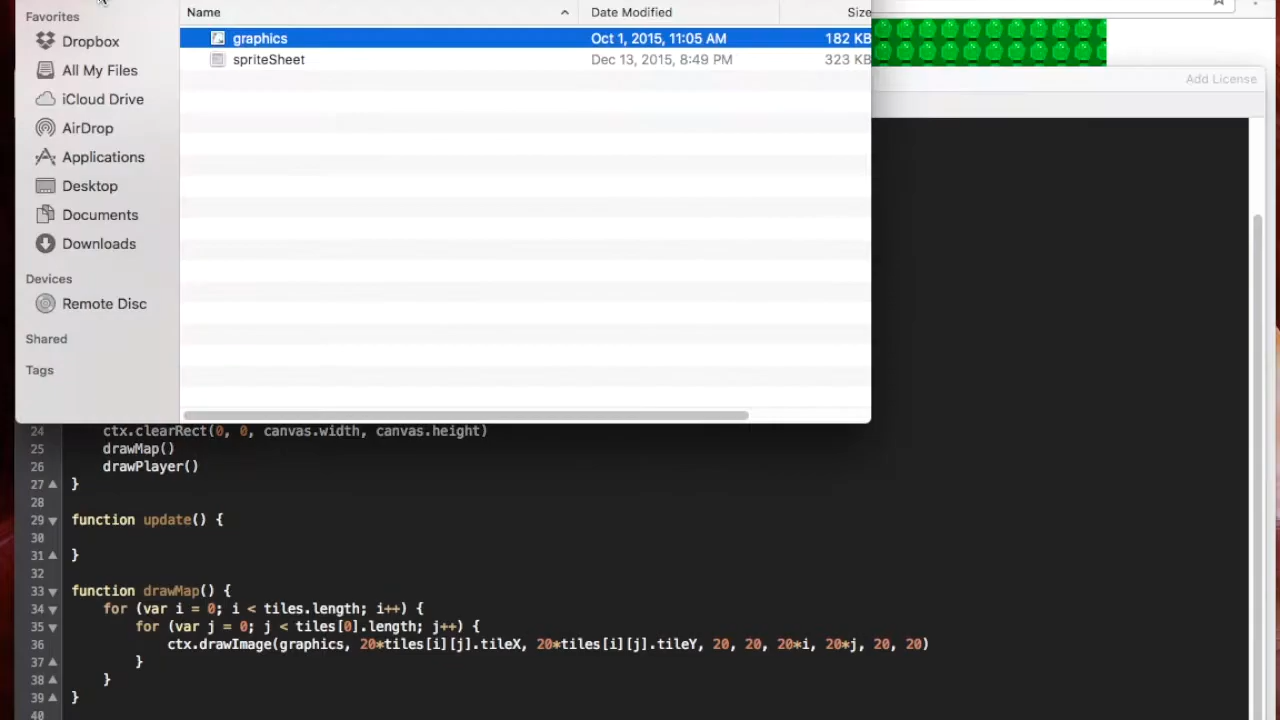 Favorites
Dropbox
All My Files
iCloud Drive
AirDrop
Applications
Desktop
Documents
Downloads
Devices
Remote Disc
Shared
Tags
Name Date Modified Size
graphics Oct 1, 2015, 11:05 AM 182 KB
spriteSheet Dec 13, 2015, 8:49 PM 323 KB
Add License
24 ctx.clearRect(0, 0, canvas.width, canvas.height)
25 drawMap()
26 drawPlayer()
27 }
28
29 function update() {
30
31 }
32
33 function drawMap() {
34 for (var i = 0; i < tiles.length; i++) {
35 for (var j = 0; j < tiles[0].length; j++) {
36 ctx.drawImage(graphics, 20*tiles[i][j].tileX, 20*tiles[i][j].tileY, 20, 20, 20*i, 20*j, 20, 20)
37 }
38 }
39 }
40